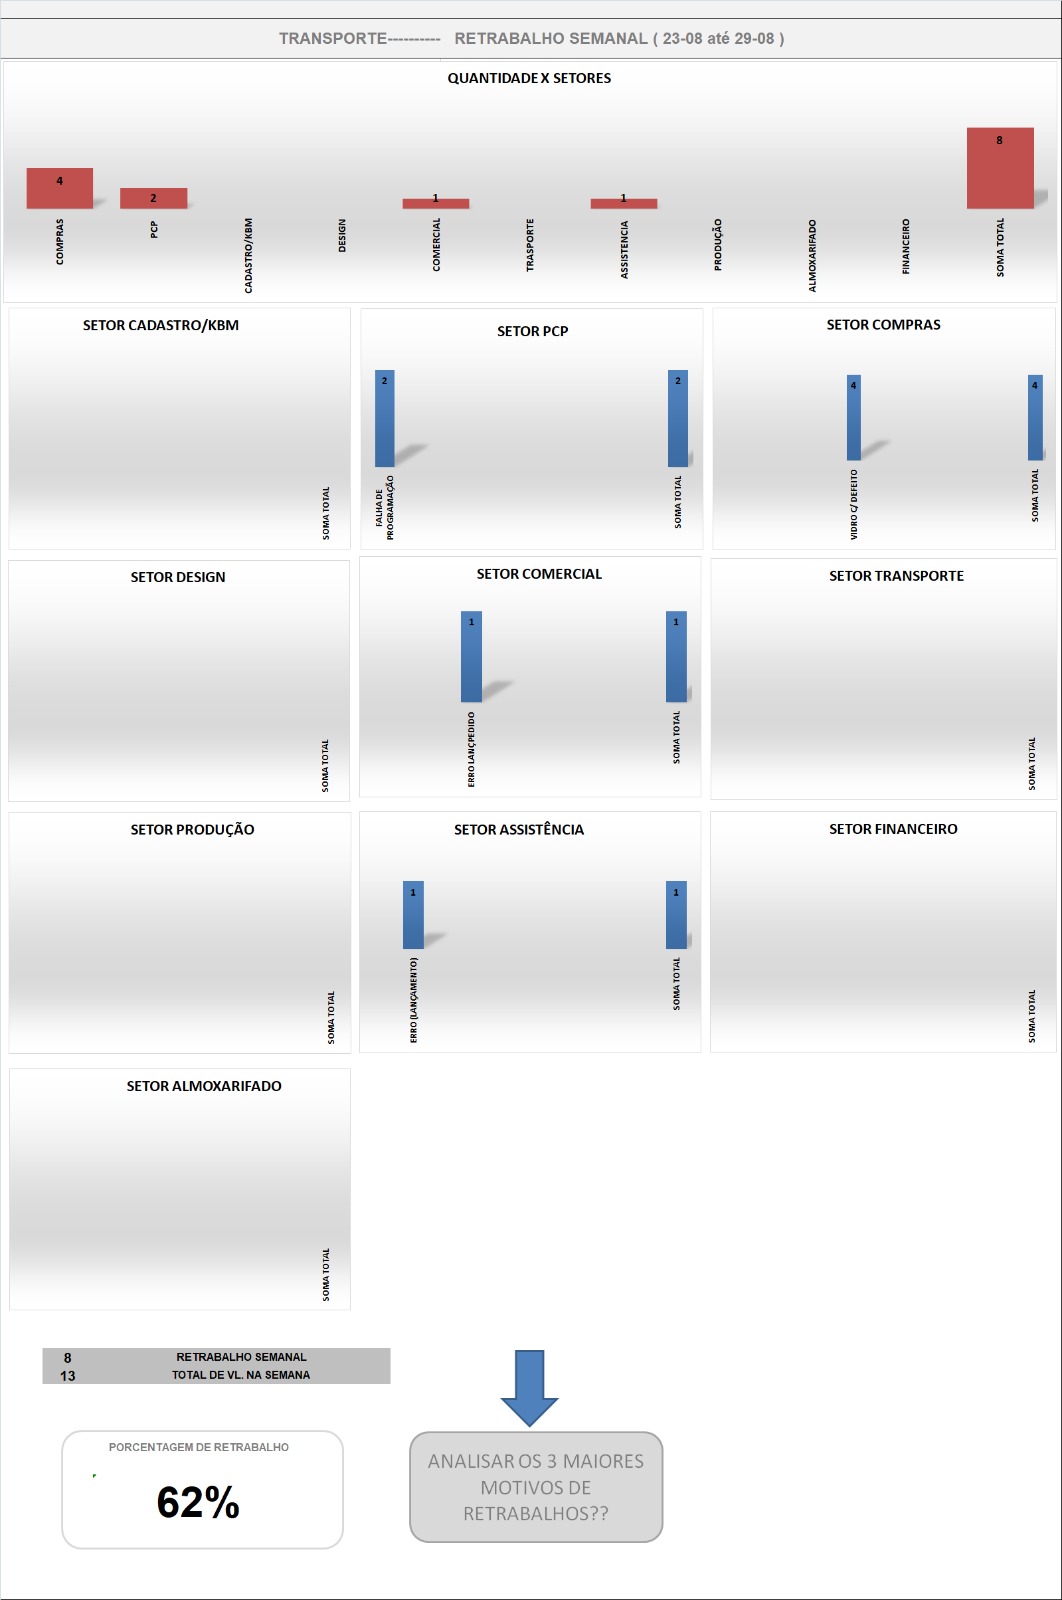 TRANSPORTE---------- RETRABALHO SEMANAL ( 23-08 até 29-08 )
QUANTIDADE X SETORES
4
2
1
1
8
COMPRAS
PCP
CADASTRO/KBM
DESIGN
COMERCIAL
TRASPORTE
ASSISTENCIA
PRODUÇÃO
ALMOXARIFADO
FINANCEIRO
SOMA TOTAL
SETOR CADASTRO/KBM
SOMA TOTAL
SETOR PCP
2
2
FALHA DE
PROGRAMAÇÃO
SOMA TOTAL
SETOR COMPRAS
4
4
VIDRO C/ DEFEITO
SOMA TOTAL
SETOR DESIGN
SOMA TOTAL
SETOR COMERCIAL
1
1
ERRO LANÇPEDIDO
SOMA TOTAL
SETOR TRANSPORTE
SOMA TOTAL
SETOR PRODUÇÃO
SOMA TOTAL
SETOR ASSISTÊNCIA
1
1
ERRO (LANÇAMENTO)
SOMA TOTAL
SETOR FINANCEIRO
SOMA TOTAL
SETOR ALMOXARIFADO
SOMA TOTAL
8 RETRABALHO SEMANAL
13 TOTAL DE VL. NA SEMANA
PORCENTAGEM DE RETRABALHO
62%
ANALISAR OS 3 MAIORES
MOTIVOS DE
RETRABALHOS??